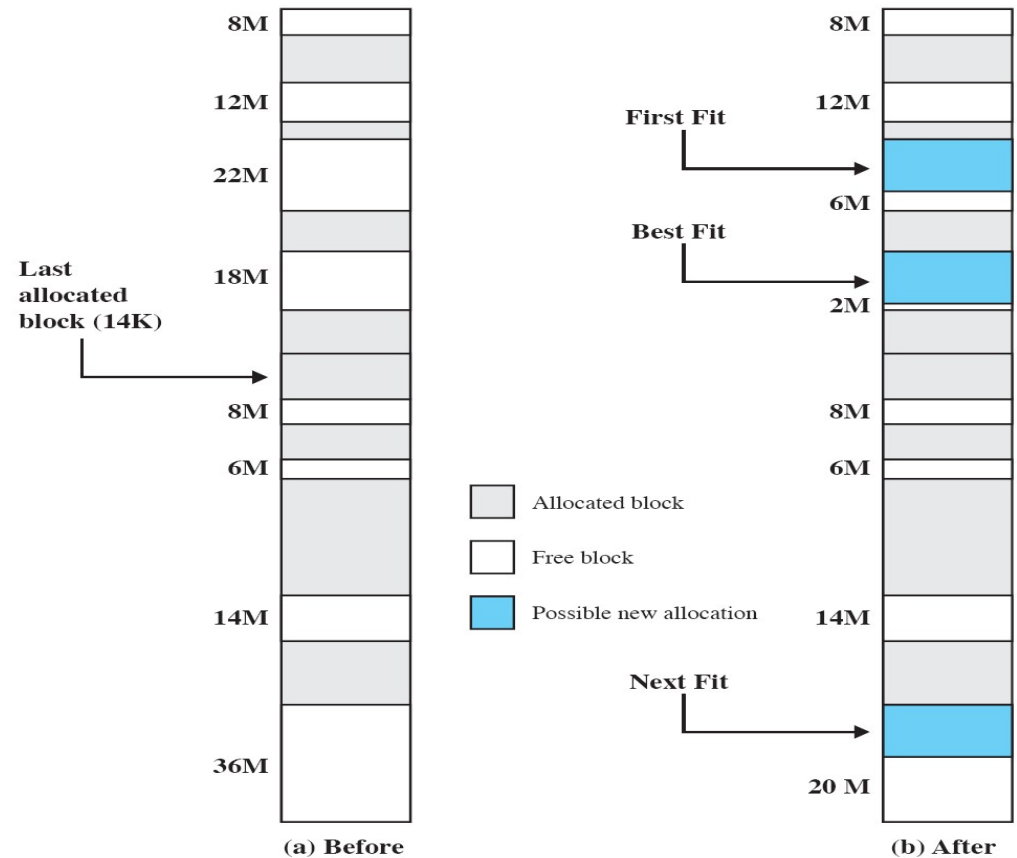 8M
12M
22M
18M
Last
allocated
block (14K)
8M
6M
14M
36M
(a) Before
Allocated block
Free block
Possible new allocation
8M
12M
First Fit
6M
Best Fit
2M
8M
6M
14M
Next Fit
20 M
(b) After